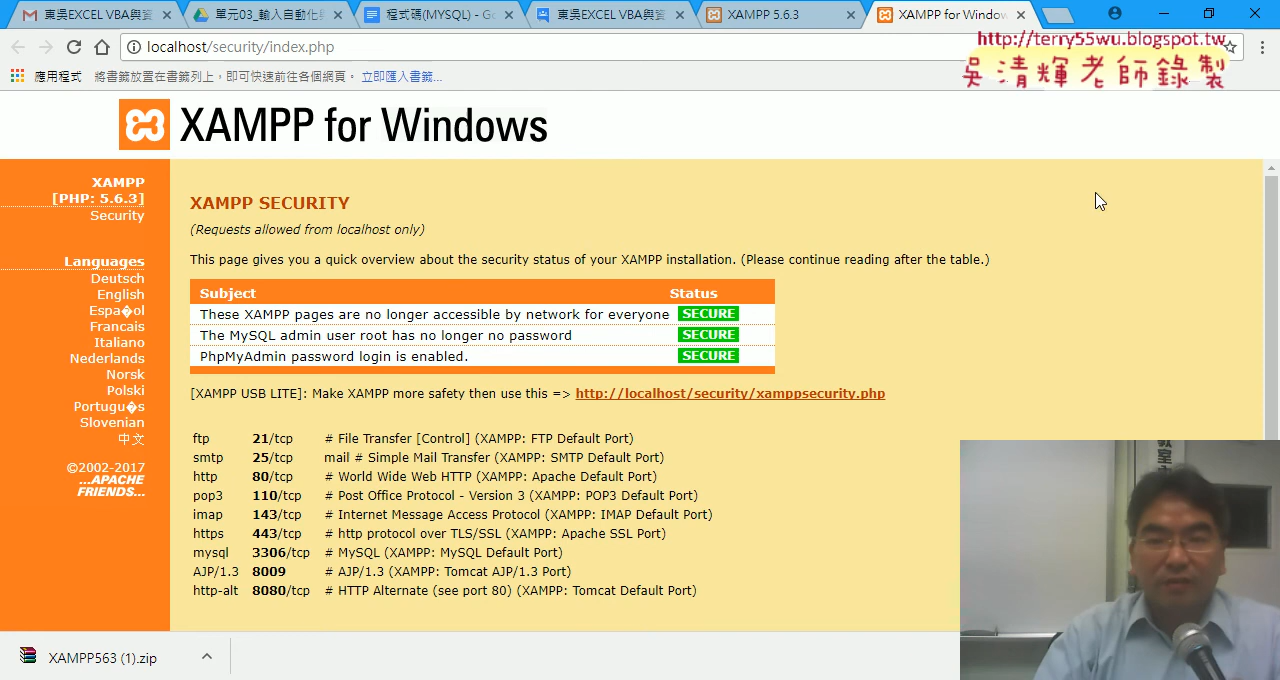 東吳EXCEL VBA與資
單元03_輸入自動化與
程式碼(MYSQL) - Go
東吳EXCEL VBA與資
XAMPP 5.6.3
XAMPP for Window
localhost/security/index.php
http://terry55wu.blogspot.tw
吳清輝老師錄製
應用程式 將書籤放置在書籤列上，即可快速前往各個網頁。 立即匯入書籤...
XAMPP for Windows
XAMPP
[PHP: 5.6.3]
Security
Languages
Deutsch
English
Espa�ol
Francais
Italiano
Nederlands
Norsk
Polski
Portugu�s
Slovenian
中文
©2002-2017
...APACHE
FRIENDS...
XAMPP SECURITY
(Requests allowed from localhost only)
This page gives you a quick overview about the security status of your XAMPP installation. (Please continue reading after the table.)
Subject Status
These XAMPP pages are no longer accessible by network for everyone SECURE
The MySQL admin user root has no longer no password SECURE
PhpMyAdmin password login is enabled. SECURE
[XAMPP USB LITE]: Make XAMPP more safety then use this => http://localhost/security/xamppsecurity.php
ftp 21/tcp # File Transfer [Control] (XAMPP: FTP Default Port)
smtp 25/tcp mail # Simple Mail Transfer (XAMPP: SMTP Default Port)
http 80/tcp # World Wide Web HTTP (XAMPP: Apache Default Port)
pop3 110/tcp # Post Office Protocol - Version 3 (XAMPP: POP3 Default Port)
imap 143/tcp # Internet Message Access Protocol (XAMPP: IMAP Default Port)
https 443/tcp # http protocol over TLS/SSL (XAMPP: Apache SSL Port)
mysql 3306/tcp # MySQL (XAMPP: MySQL Default Port)
AJP/1.3 8009 # AJP/1.3 (XAMPP: Tomcat AJP/1.3 Port)
http-alt 8080/tcp # HTTP Alternate (see port 80) (XAMPP: Tomcat Default Port)
XAMPP563 (1).zip